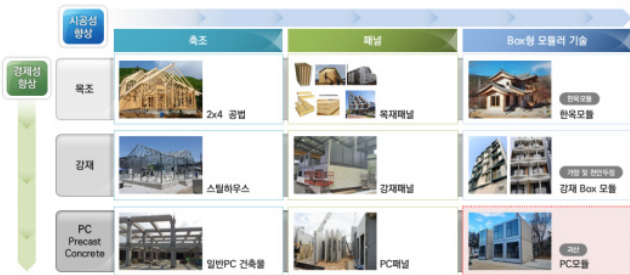 시공성
향상
경제성
향상
축조
패널
Box형 모듈러 기술
목조
2x4 공법
목재패널
한옥모듈
한옥모듈
강재
스틸하우스
강재패널
가양 및 천안두정
강재 Box 모듈
PC
Precast
Concrete
일반PC 건축물
PC패널
괴산
PC모듈